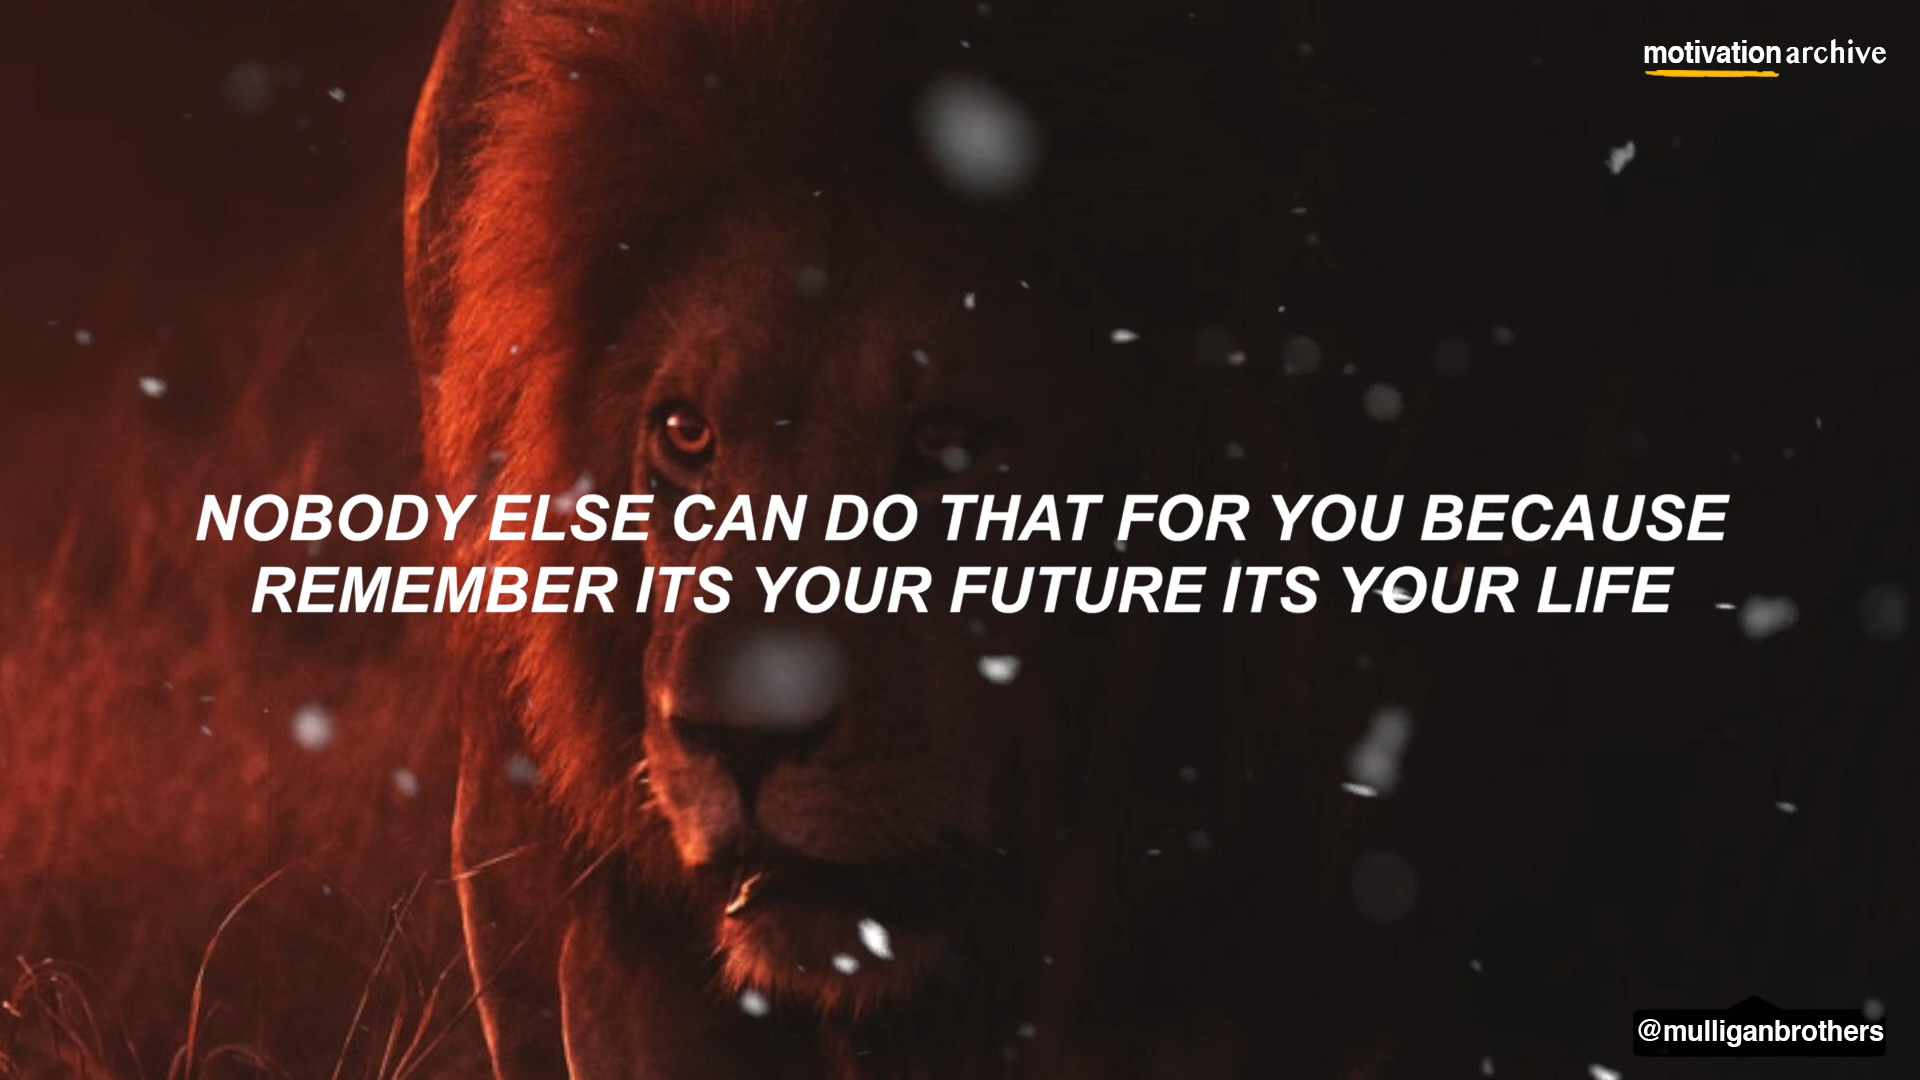 motivation archive
NOBODY ELSE CAN DO THAT FOR YOU BECAUSE
REMEMBER ITS YOUR FUTURE ITS YOUR LIFE
@mulliganbrothers